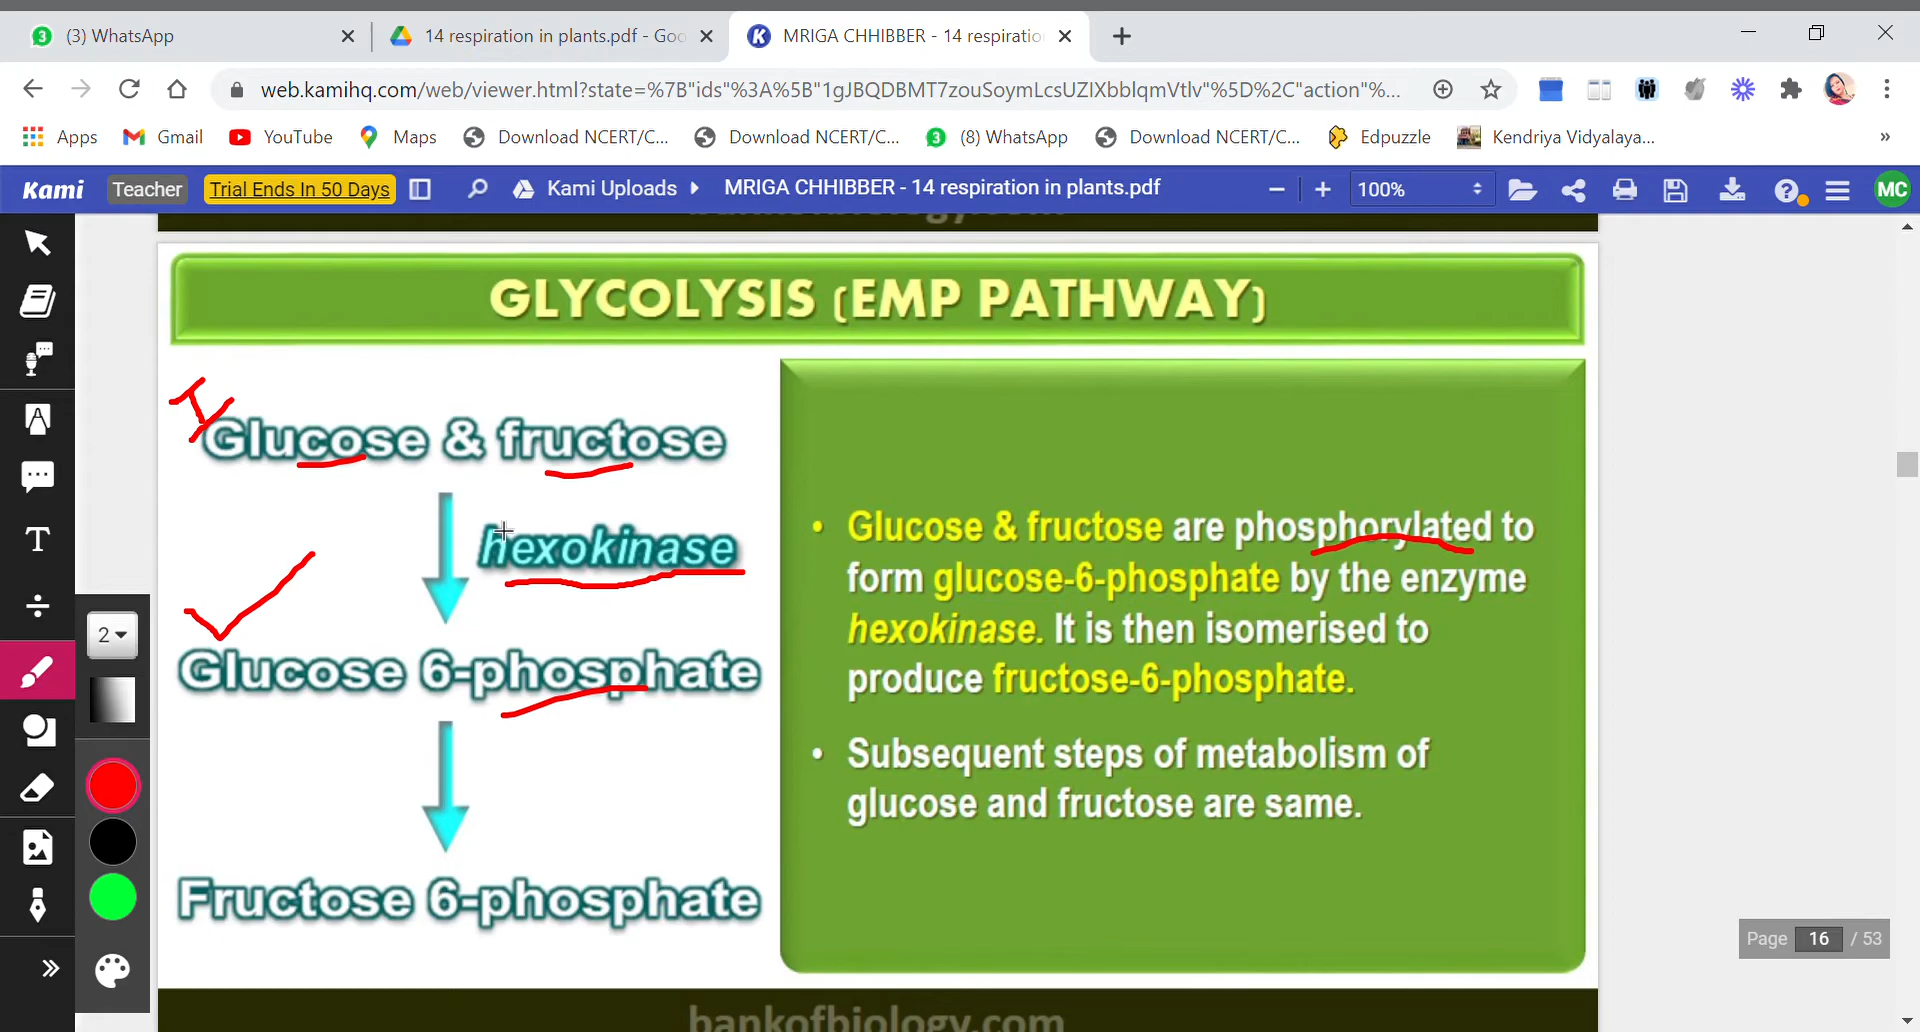 (3) WhatsApp
14 respiration in plants.pdf - Goo
MRIGA CHHIBBER - 14 respiratio
web.kamihq.com/web/viewer.html?state=%7B"ids"%3A%5B"1gJBQDBMT7zouSoymLcsUZIXbblqmVtlv"%5D%2C"action"%...
Apps
Gmail
YouTube
Maps
Download NCERT/C...
Download NCERT/C...
(8) WhatsApp
Download NCERT/C...
Edpuzzle
Kendriya Vidyalaya...
Kami
Teacher
Trial Ends In 50 Days
Kami Uploads
MRIGA CHHIBBER - 14 respiration in plants.pdf
100%
MC
bankofbiology.com
GLYCOLYSIS (EMP PATHWAY)
I
Glucose & fructose
hexokinase
Glucose 6-phosphate
Fructose 6-phosphate
• Glucose & fructose are phosphorylated to
form glucose-6-phosphate by the enzyme
hexokinase. It is then isomerised to
produce fructose-6-phosphate.
• Subsequent steps of metabolism of
glucose and fructose are same.
2
Page 16 / 53
bankofbiology.com